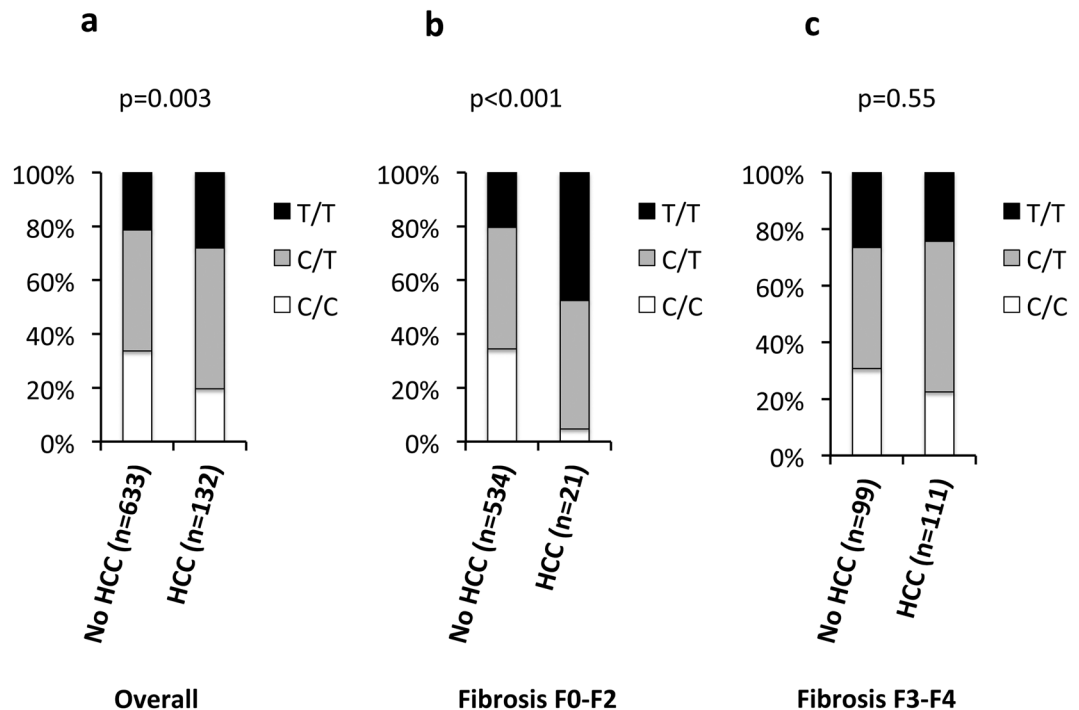 a
p=0.003
100%
80%
60%
40%
20%
0%
T/T
C/T
C/C
No HCC (n=633)
HCC (n=132)
Overall
b
p<0.001
100%
80%
60%
40%
20%
0%
T/T
C/T
C/C
No HCC (n=534)
HCC (n=21)
Fibrosis F0-F2
c
p=0.55
100%
80%
60%
40%
20%
0%
T/T
C/T
C/C
No HCC (n=99)
HCC (n=111)
Fibrosis F3-F4